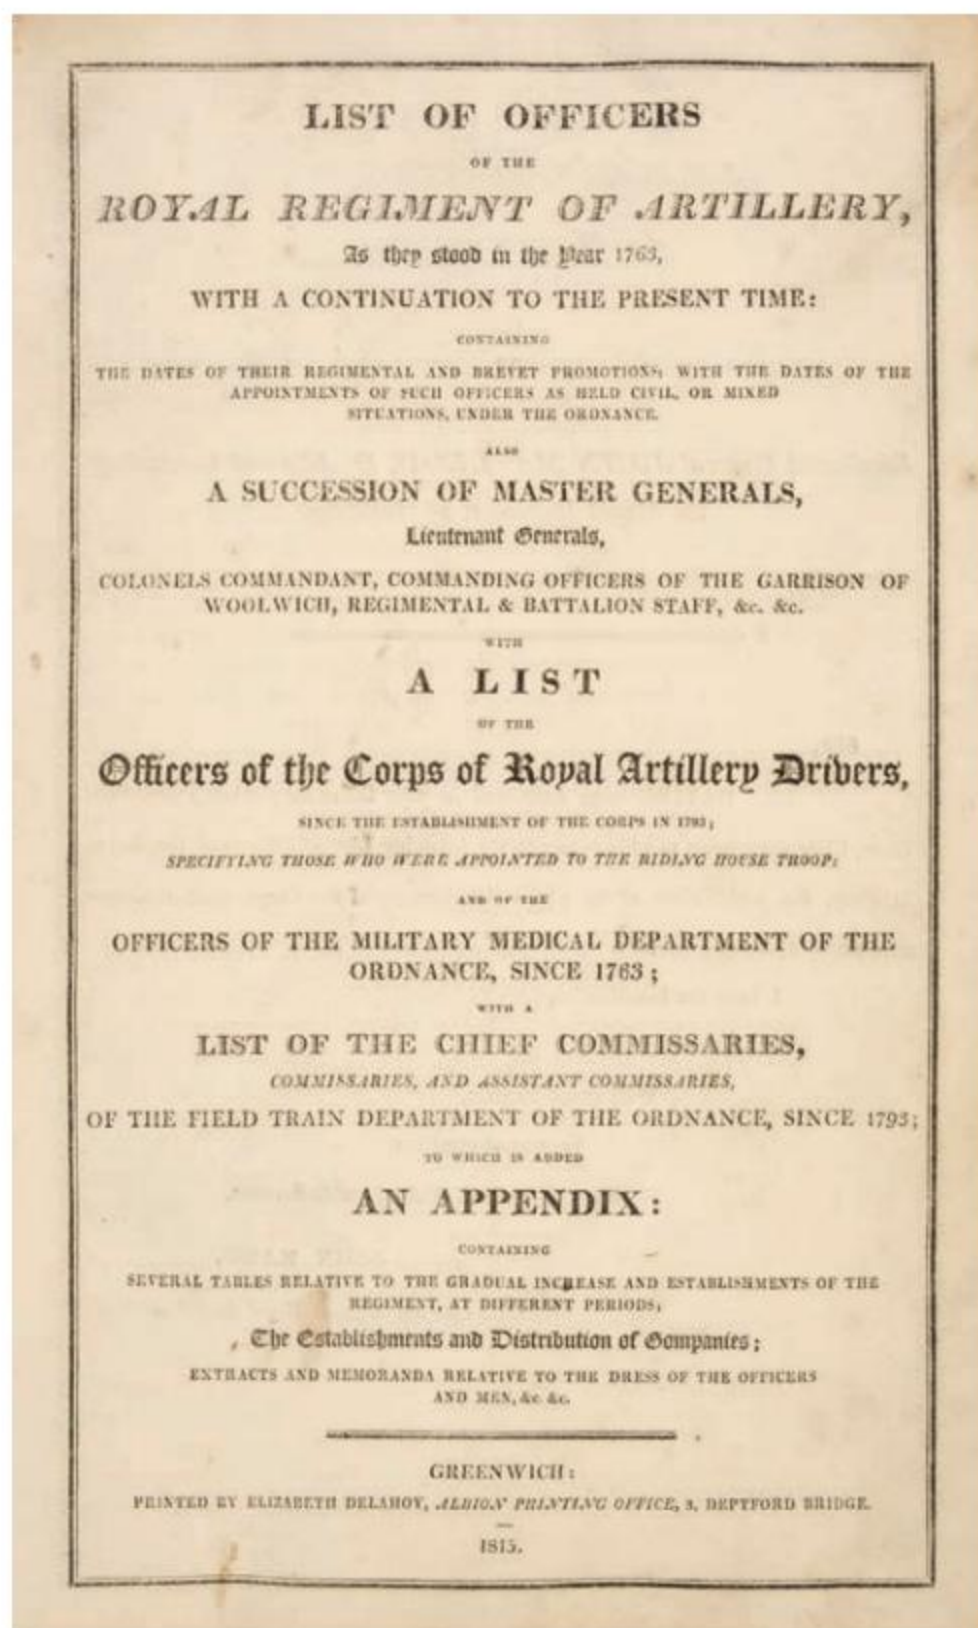 LIST OF OFFICERS
OF THE
ROYAL REGIMENT OF ARTILLERY,
As they stood in the Year 1763,
WITH A CONTINUATION TO THE PRESENT TIME:
CONTAINING
THE DATES OF THEIR REGIMENTAL AND BREVET PROMOTIONS; WITH THE DATES OF THE
APPOINTMENTS OF SUCH OFFICERS AS HELD CIVIL, OR MIXED
SITUATIONS, UNDER THE ORDNANCE.
ALSO
A SUCCESSION OF MASTER GENERALS,
Lieutenant Generals,
COLONELS COMMANDANT, COMMANDING OFFICERS OF THE GARRISON OF
WOOLWICH, REGIMENTAL & BATTALION STAFF, &c. &c.
WITH
A LIST
OF THE
Officers of the Corps of Royal Artillery Drivers,
SINCE THE ESTABLISHMENT OF THE CORPS IN 1793;
SPECIFYING THOSE WHO WERE APPOINTED TO THE RIDING HOUSE TROOP:
AND OF THE
OFFICERS OF THE MILITARY MEDICAL DEPARTMENT OF THE
ORDNANCE, SINCE 1763;
WITH A
LIST OF THE CHIEF COMMISSARIES,
COMMISSARIES, AND ASSISTANT COMMISSARIES,
OF THE FIELD TRAIN DEPARTMENT OF THE ORDNANCE, SINCE 1793;
TO WHICH IS ADDED
AN APPENDIX:
CONTAINING
SEVERAL TABLES RELATIVE TO THE GRADUAL INCREASE AND ESTABLISHMENTS OF THE
REGIMENT, AT DIFFERENT PERIODS;
The Establishments and Distribution of Companies;
EXTRACTS AND MEMORANDA RELATIVE TO THE DRESS OF THE OFFICERS
AND MEN, &c. &c.
GREENWICH:
PRINTED BY ELIZABETH DELAHOY, ALBION PRINTING OFFICE, 3, DEPTFORD BRIDGE.
1815.